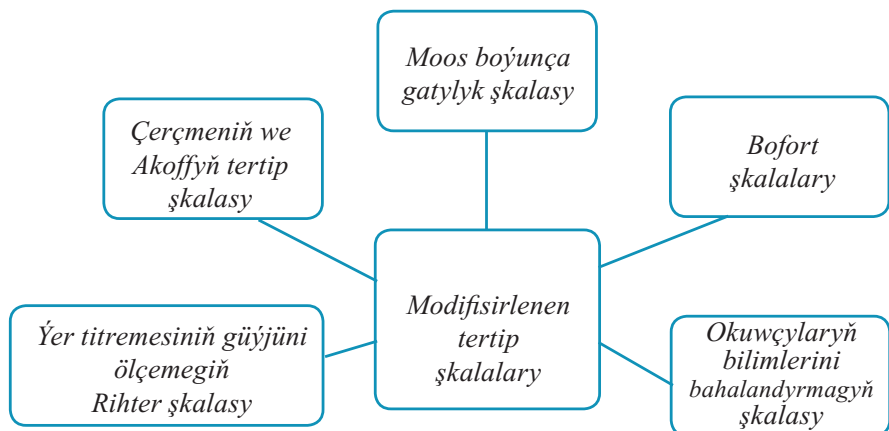 Moos boýunça
gatylyk şkalasy
Çerçmeniň we
Akoffyň tertip
şkalasy
Bofort
şkalalary
Modifisirlenen
tertip
şkalalary
Ýer titremesiniň güýjüni
ölçemegiň
Rihter şkalasy
Okuwçylaryň
bilimlerini
bahalandyrmagyň
şkalasy